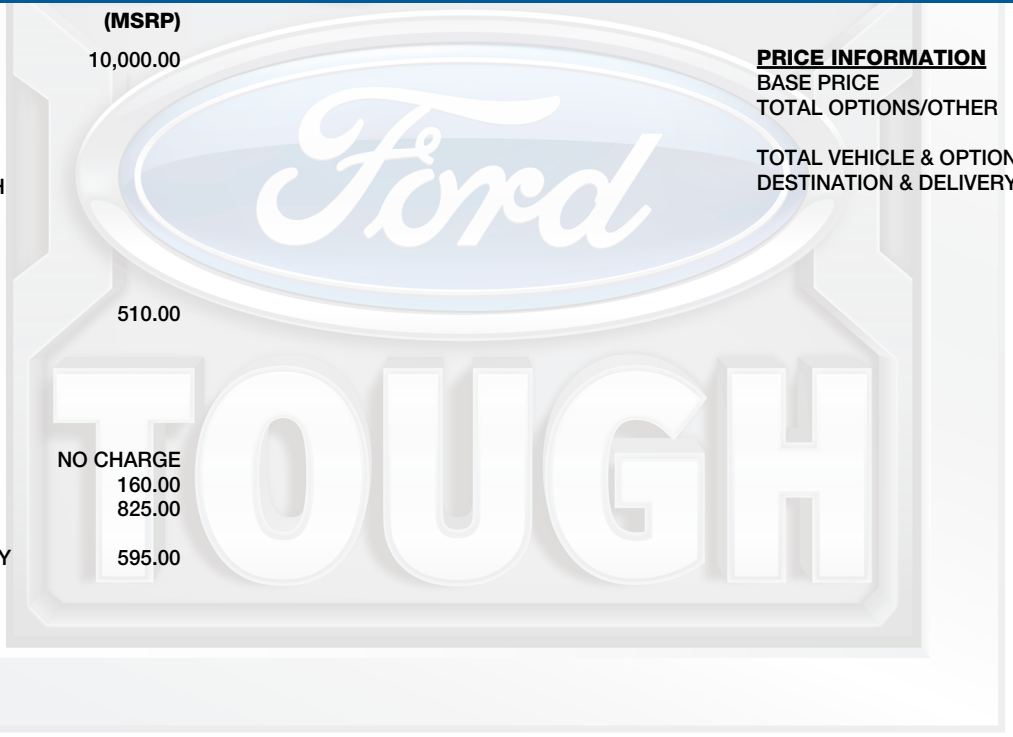 (MSRP)
10,000.00
H
510.00
NO CHARGE
160.00
825.00
Y 595.00
PRICE INFORMATION
BASE PRICE
TOTAL OPTIONS/OTHER
TOTAL VEHICLE & OPTION
DESTINATION & DELIVERY
Ford
TOUGH